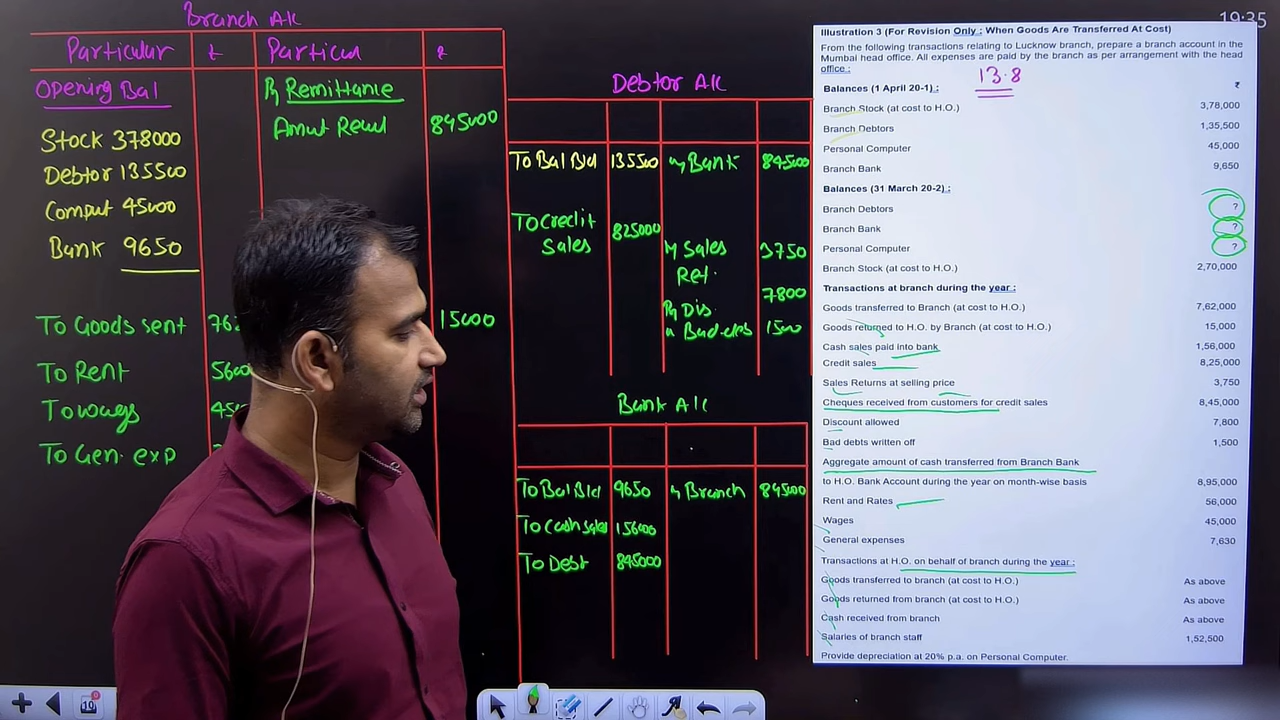 Branch A/c
Particular ₹ Particul ₹
Opening Bal
Stock 378000
Debtor 135500
Comput 45000
Bank 9650
To Goods sent 762
To Rent 5600
To wages 450
To Gen. exp
By Remittance
845000
15000
Debtor A/c
To Bal B/d 135500 By Bank 845000
To Credit Sales 825000
By Sales Ret. 3750
By Dis. 7800
1500
Bank A/c
To Bal B/d 9650 By Branch 845000
To Cash Sales 156000
To Debt 845000
19:35
Illustration 3 (For Revision Only : When Goods Are Transferred At Cost)
From the following transactions relating to Lucknow branch, prepare a branch account in the
Mumbai head office. All expenses are paid by the branch as per arrangement with the head
office :
13.8
Balances (1 April 20-1) : ₹
Branch Stock (at cost to H.O.) 3,78,000
Branch Debtors 1,35,500
Personal Computer 45,000
Branch Bank 9,650
Balances (31 March 20-2) :
Branch Debtors ?
Branch Bank ?
Personal Computer ?
Branch Stock (at cost to H.O.) 2,70,000
Transactions at branch during the year :
Goods transferred to Branch (at cost to H.O.) 7,62,000
Goods returned to H.O. by Branch (at cost to H.O.) 15,000
Cash sales paid into bank 1,56,000
Credit sales 8,25,000
Sales Returns at selling price 3,750
Cheques received from customers for credit sales 8,45,000
Discount allowed 7,800
Bad debts written off 1,500
Aggregate amount of cash transferred from Branch Bank
to H.O. Bank Account during the year on month-wise basis 8,95,000
Rent and Rates 56,000
Wages 45,000
General expenses 7,630
Transactions at H.O. on behalf of branch during the year :
Goods transferred to branch (at cost to H.O.) As above
Goods returned from branch (at cost to H.O.) As above
Cash received from branch As above
Salaries of branch staff 1,52,500
Provide depreciation at 20% p.a. on Personal Computer.